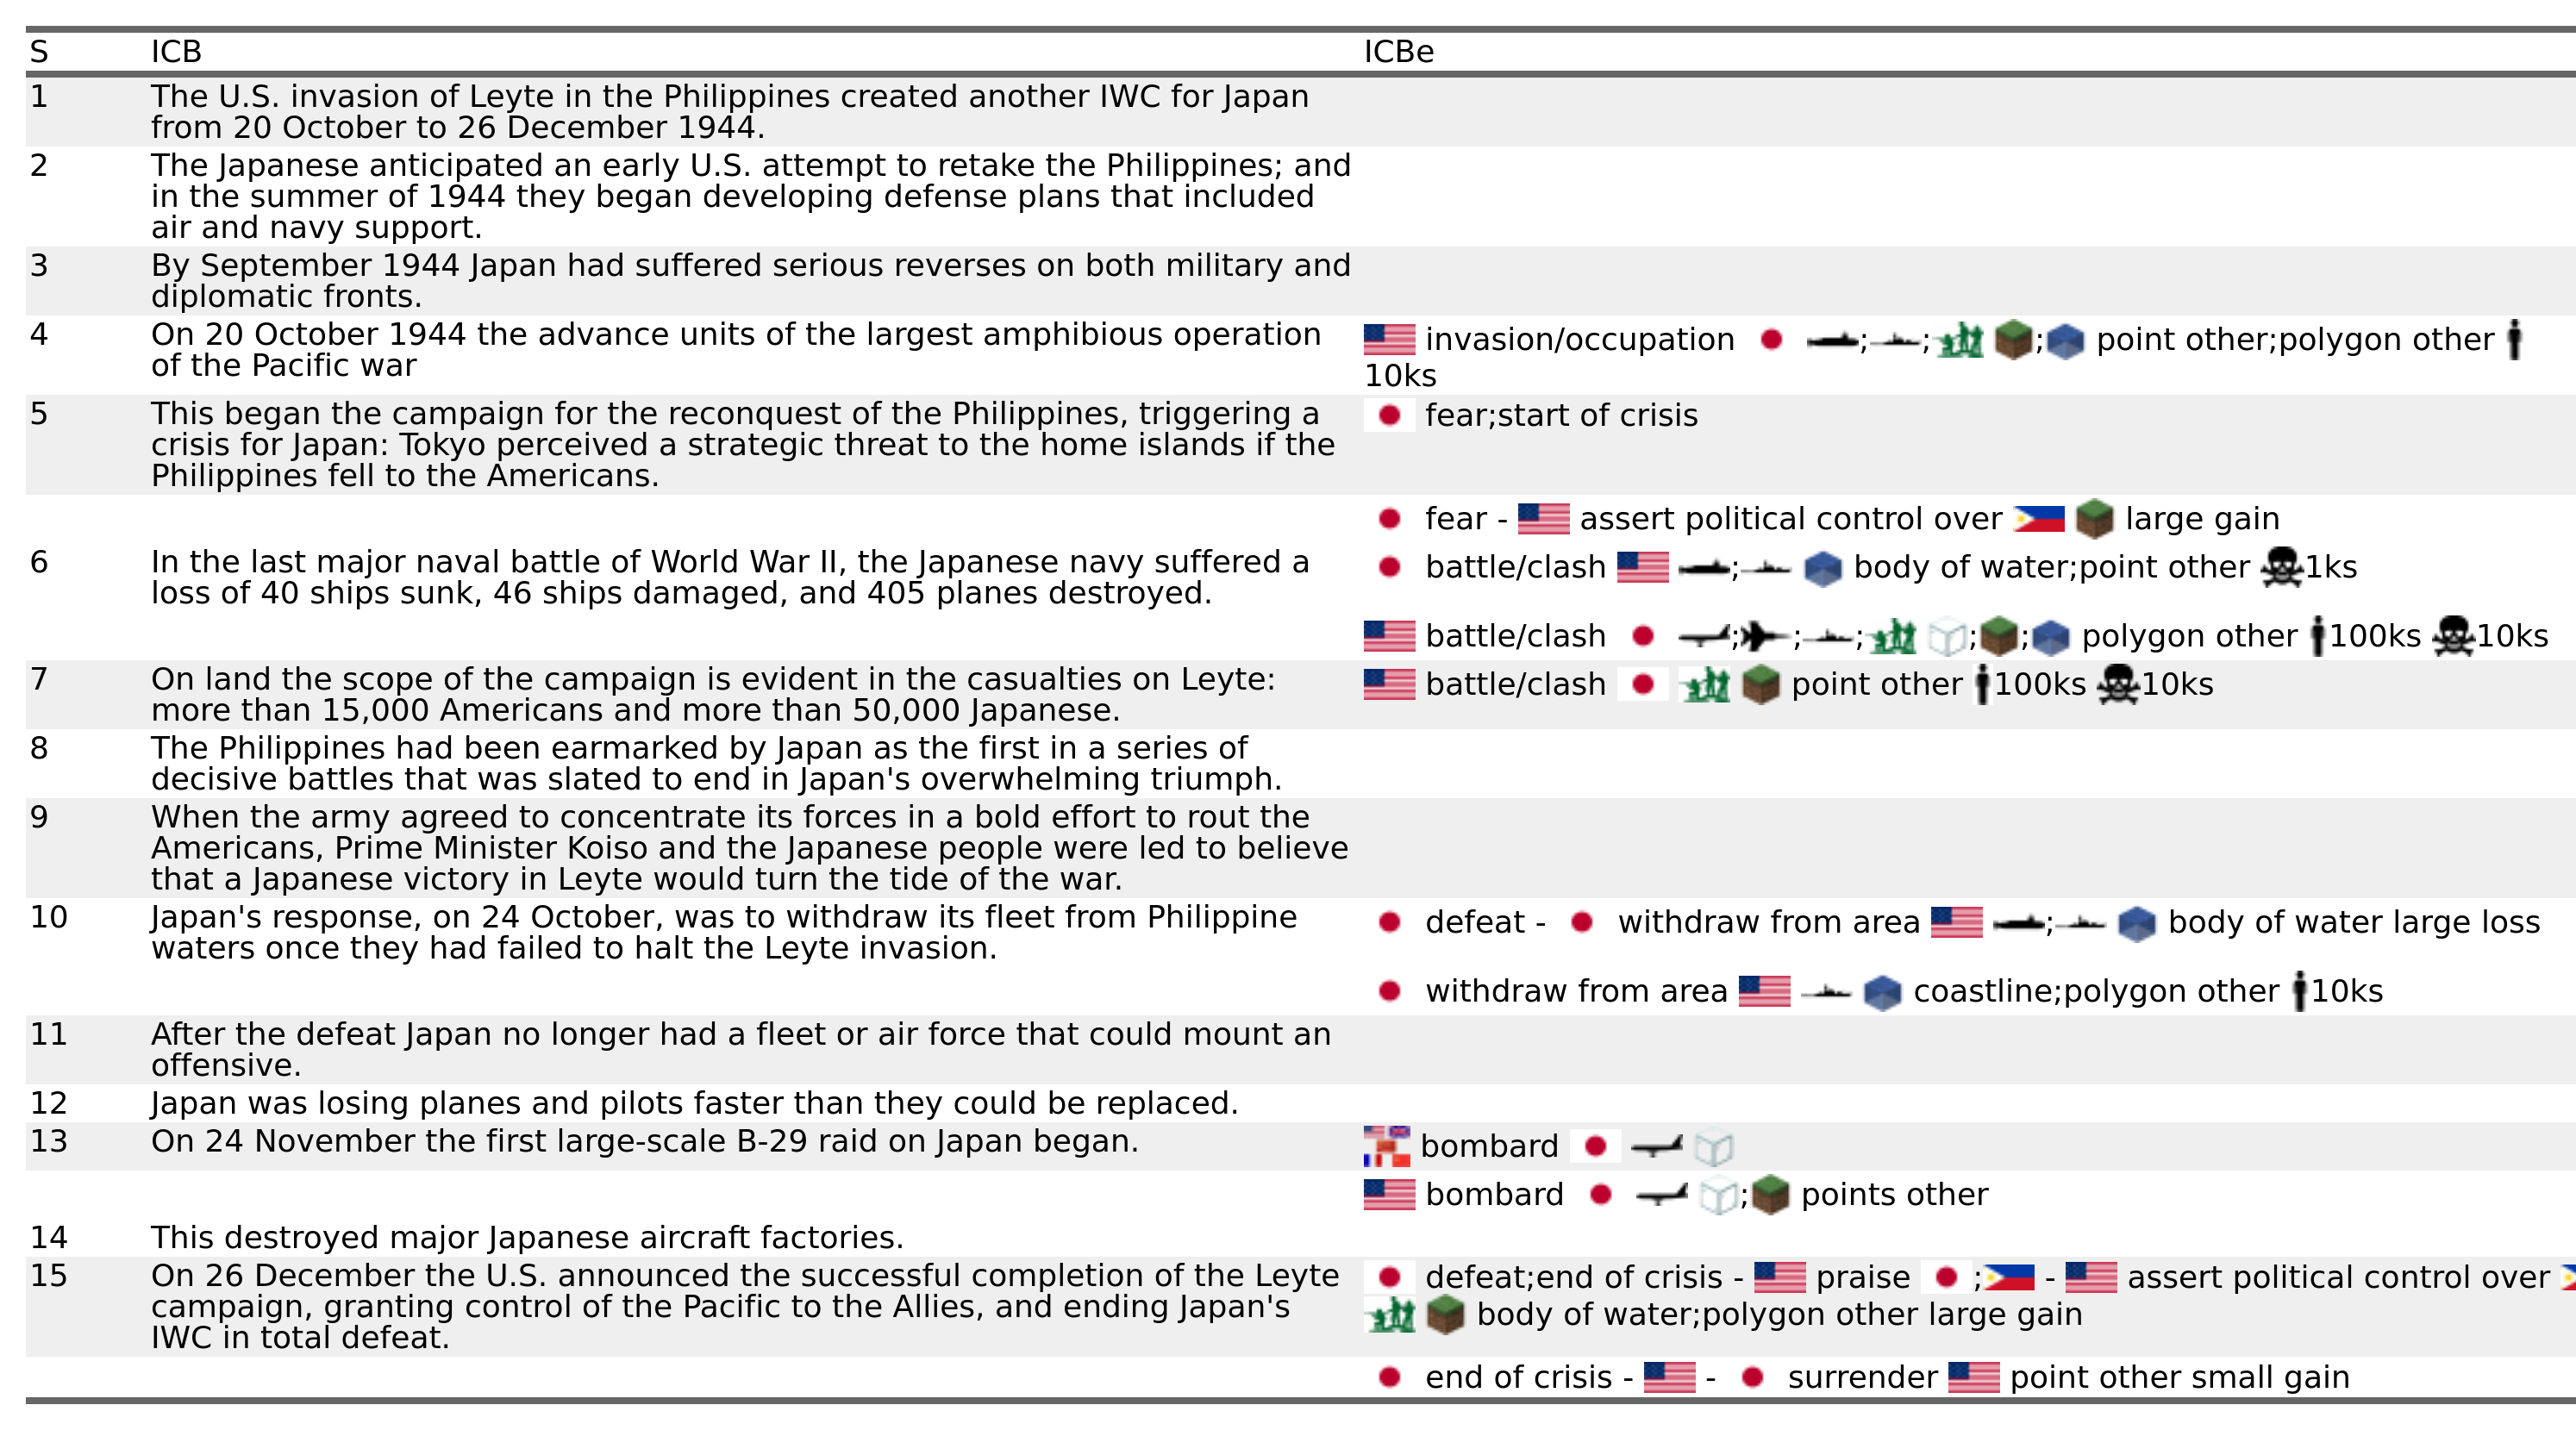 S ICB ICBe
1 The U.S. invasion of Leyte in the Philippines created another IWC for Japan
from 20 October to 26 December 1944.
2 The Japanese anticipated an early U.S. attempt to retake the Philippines; and
in the summer of 1944 they began developing defense plans that included
air and navy support.
3 By September 1944 Japan had suffered serious reverses on both military and
diplomatic fronts.
4 On 20 October 1944 the advance units of the largest amphibious operation
of the Pacific war
invasion/occupation ; ; ; point other;polygon other
10ks
5 This began the campaign for the reconquest of the Philippines, triggering a
crisis for Japan: Tokyo perceived a strategic threat to the home islands if the
Philippines fell to the Americans.
fear;start of crisis
fear - assert political control over large gain
6 In the last major naval battle of World War II, the Japanese navy suffered a
loss of 40 ships sunk, 46 ships damaged, and 405 planes destroyed.
battle/clash ; body of water;point other 1ks
battle/clash ; ; ; ; ; polygon other 100ks 10ks
7 On land the scope of the campaign is evident in the casualties on Leyte:
more than 15,000 Americans and more than 50,000 Japanese.
battle/clash point other 100ks 10ks
8 The Philippines had been earmarked by Japan as the first in a series of
decisive battles that was slated to end in Japan's overwhelming triumph.
9 When the army agreed to concentrate its forces in a bold effort to rout the
Americans, Prime Minister Koiso and the Japanese people were led to believe
that a Japanese victory in Leyte would turn the tide of the war.
10 Japan's response, on 24 October, was to withdraw its fleet from Philippine
waters once they had failed to halt the Leyte invasion.
defeat - withdraw from area ; body of water large loss
withdraw from area coastline;polygon other 10ks
11 After the defeat Japan no longer had a fleet or air force that could mount an
offensive.
12 Japan was losing planes and pilots faster than they could be replaced.
13 On 24 November the first large-scale B-29 raid on Japan began.
bombard
bombard ; points other
14 This destroyed major Japanese aircraft factories.
15 On 26 December the U.S. announced the successful completion of the Leyte
campaign, granting control of the Pacific to the Allies, and ending Japan's
IWC in total defeat.
defeat;end of crisis - praise ; - assert political control over
body of water;polygon other large gain
end of crisis - - surrender point other small gain